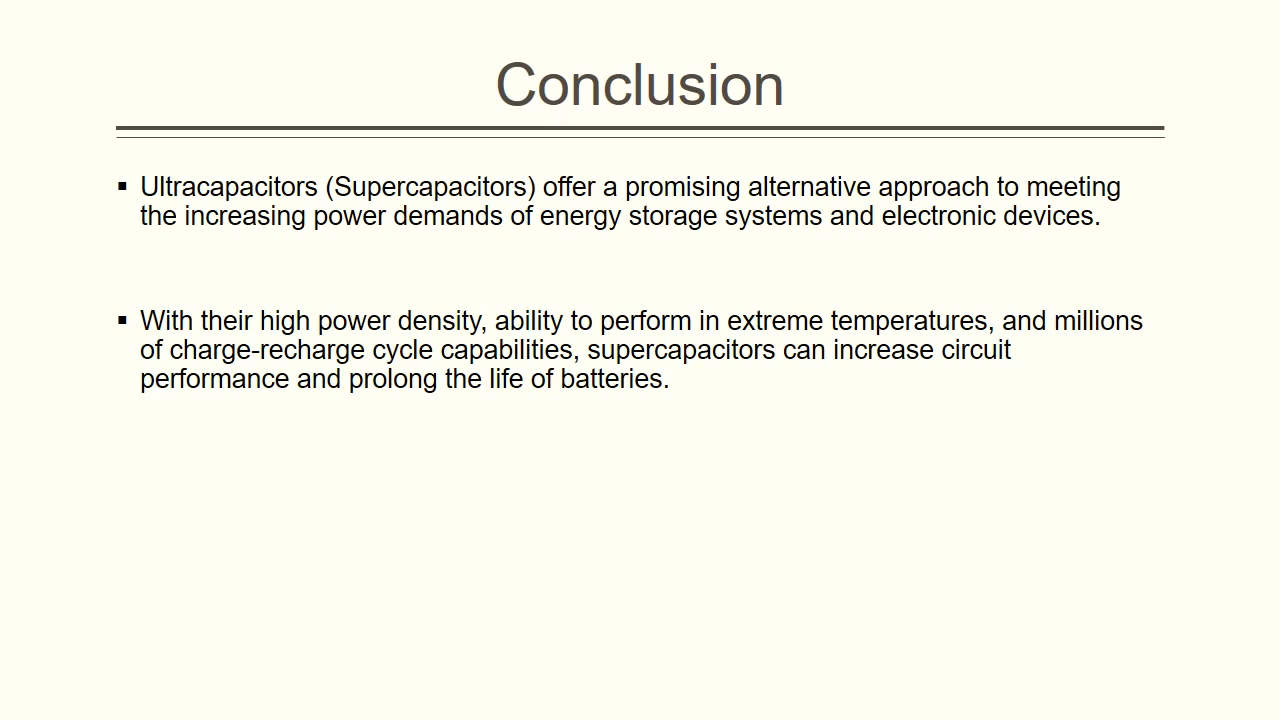 Conclusion
▪ Ultracapacitors (Supercapacitors) offer a promising alternative approach to meeting
the increasing power demands of energy storage systems and electronic devices.
▪ With their high power density, ability to perform in extreme temperatures, and millions
of charge-recharge cycle capabilities, supercapacitors can increase circuit
performance and prolong the life of batteries.